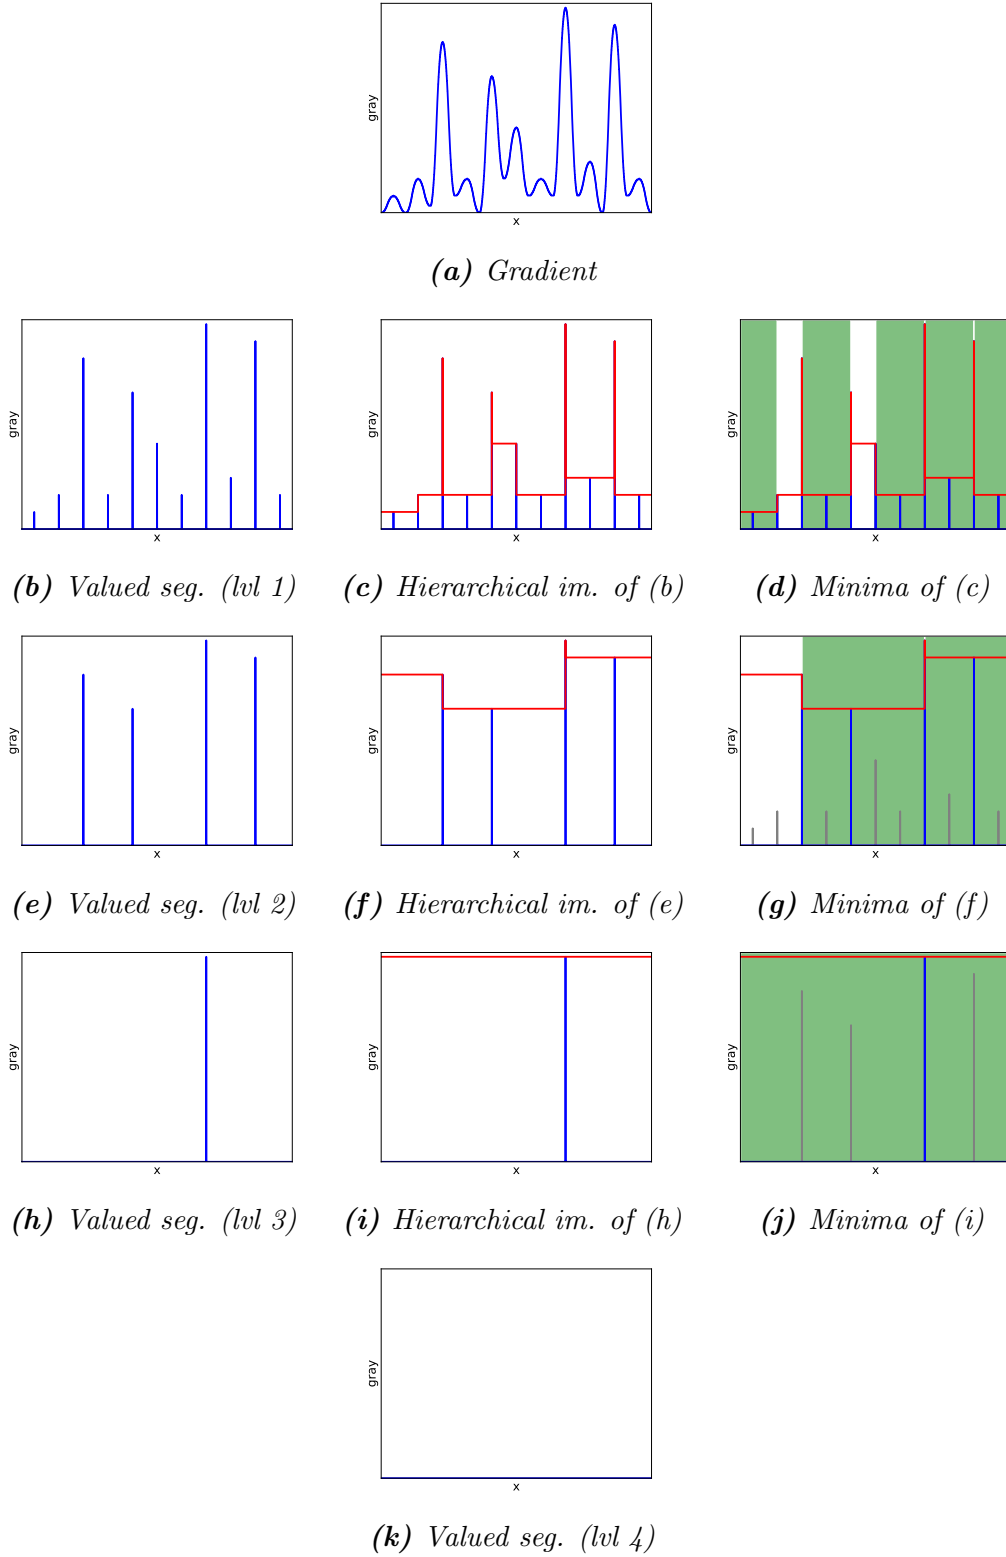 gray
x
(a) Gradient
gray
x
gray
x
gray
x
(b) Valued seg. (lvl 1)
(c) Hierarchical im. of (b)
(d) Minima of (c)
gray
x
gray
x
gray
x
(e) Valued seg. (lvl 2)
(f) Hierarchical im. of (e)
(g) Minima of (f)
gray
x
gray
x
gray
x
(h) Valued seg. (lvl 3)
(i) Hierarchical im. of (h)
(j) Minima of (i)
gray
x
(k) Valued seg. (lvl 4)